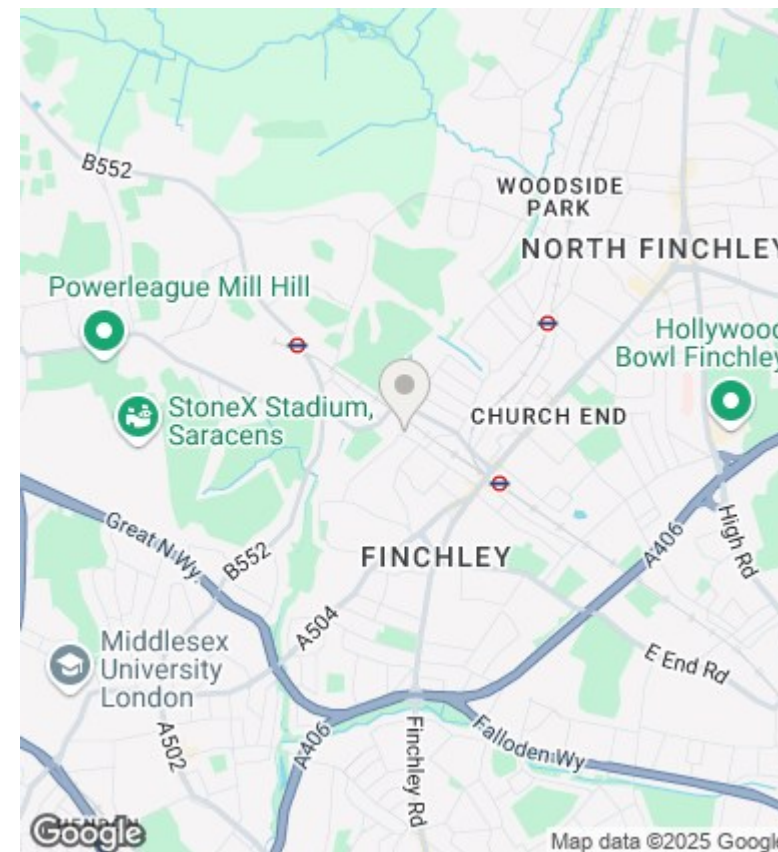 B552
WOODSIDE
PARK
NORTH FINCHLEY
Powerleague Mill Hill
Hollywood
Bowl Finchley
StoneX Stadium,
Saracens
CHURCH END
Great N Wy.
B552
FINCHLEY
A406
High Rd
A504
Middlesex
University
London
E End Rd
A502
A406
Finchley Rd
Falloden Wy
Google
Map data ©2025 Google